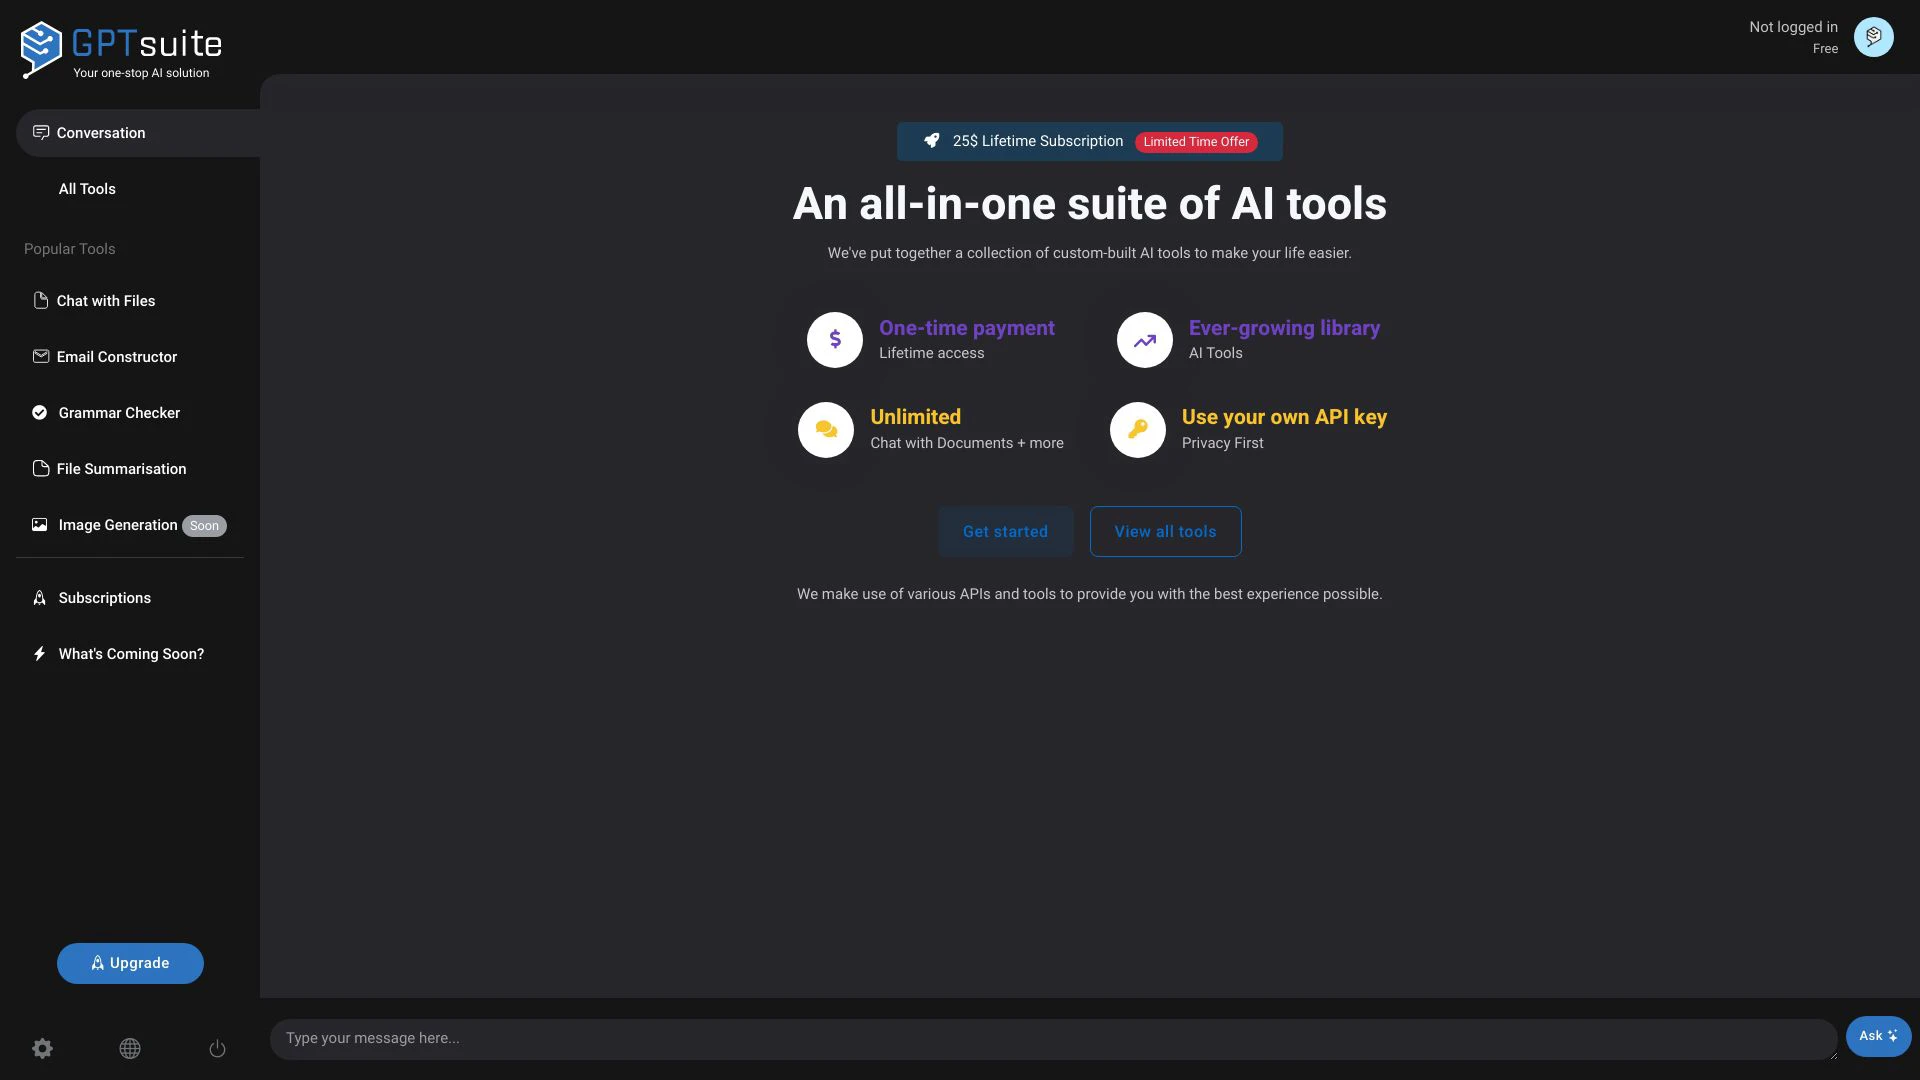 GPTsuite
Your one-stop AI solution
Not logged in
Free
Conversation
All Tools
Popular Tools
Chat with Files
Email Constructor
Grammar Checker
File Summarisation
Image Generation Soon
Subscriptions
What's Coming Soon?
Upgrade
25$ Lifetime Subscription Limited Time Offer
An all-in-one suite of AI tools
We've put together a collection of custom-built AI tools to make your life easier.
$
One-time payment
Lifetime access
Ever-growing library
AI Tools
Unlimited
Chat with Documents + more
Use your own API key
Privacy First
Get started
View all tools
We make use of various APIs and tools to provide you with the best experience possible.
Type your message here...
Ask